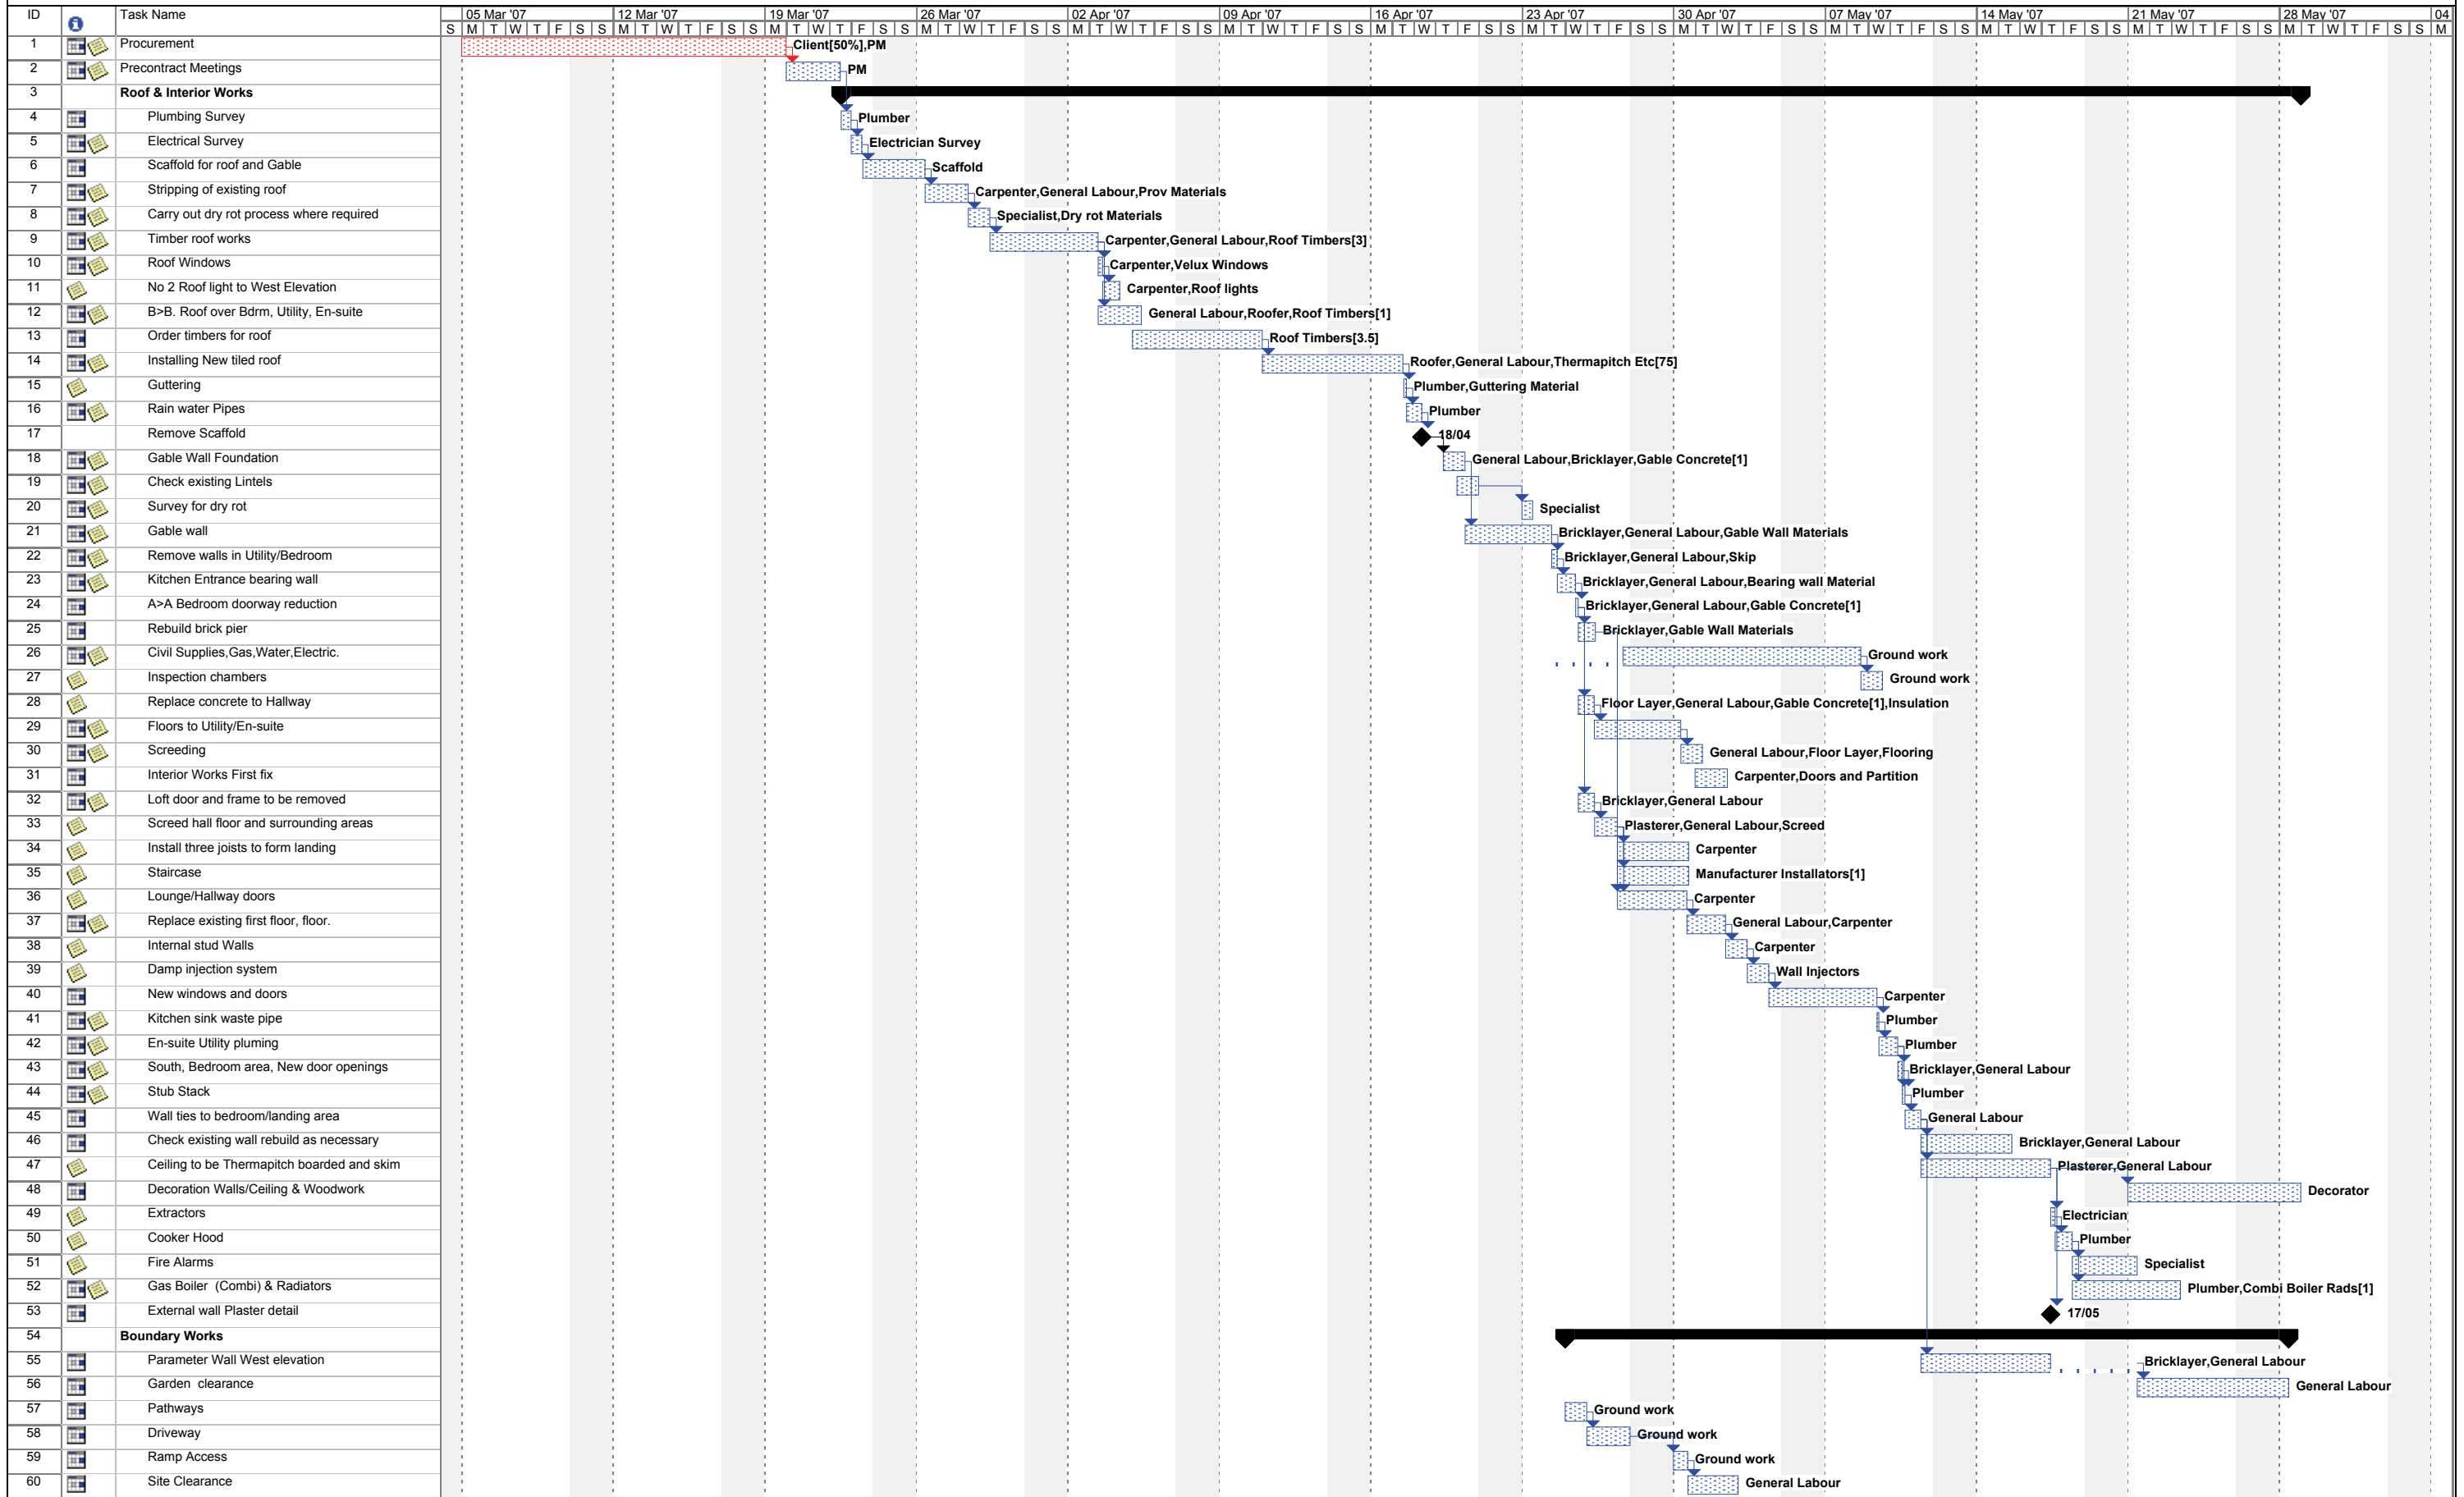 ID Task Name 05 Mar '07 12 Mar '07 19 Mar '07 26 Mar '07 02 Apr '07 09 Apr '07 16 Apr '07 23 Apr '07 30 Apr '07 07 May '07 14 May '07 21 May '07 28 May '07 04
S M T W T F S S M T W T F S S M T W T F S S M T W T F S S M T W T F S S M T W T F S S M T W T F S S M T W T F S S M T W T F S S M T W T F S S M T W T F S S M T W T F S S M T W T F S S M
1 Procurement Client[50%],PM
2 Precontract Meetings PM
3 Roof & Interior Works
4 Plumbing Survey Plumber
5 Electrical Survey Electrician Survey
6 Scaffold for roof and Gable Scaffold
7 Stripping of existing roof Carpenter,General Labour,Prov Materials
8 Carry out dry rot process where required Specialist,Dry rot Materials
9 Timber roof works Carpenter,General Labour,Roof Timbers[3]
10 Roof Windows Carpenter,Velux Windows
11 No 2 Roof light to West Elevation Carpenter,Roof lights
12 B>B. Roof over Bdrm, Utility, En-suite General Labour,Roofer,Roof Timbers[1]
13 Order timbers for roof Roof Timbers[3.5]
14 Installing New tiled roof Roofer,General Labour,Thermapitch Etc[75]
15 Guttering Plumber,Guttering Material
16 Rain water Pipes Plumber
17 Remove Scaffold 18/04
18 Gable Wall Foundation General Labour,Bricklayer,Gable Concrete[1]
19 Check existing Lintels
20 Survey for dry rot Specialist
21 Gable wall Bricklayer,General Labour,Gable Wall Materials
22 Remove walls in Utility/Bedroom Bricklayer,General Labour,Skip
23 Kitchen Entrance bearing wall Bricklayer,General Labour,Bearing wall Material
24 A>A Bedroom doorway reduction Bricklayer,General Labour,Gable Concrete[1]
25 Rebuild brick pier Bricklayer,Gable Wall Materials
26 Civil Supplies,Gas,Water,Electric. Ground work
27 Inspection chambers Ground work
28 Replace concrete to Hallway Floor Layer,General Labour,Gable Concrete[1],Insulation
29 Floors to Utility/En-suite
30 Screeding General Labour,Floor Layer,Flooring
31 Interior Works First fix Carpenter,Doors and Partition
32 Loft door and frame to be removed Bricklayer,General Labour
33 Screed hall floor and surrounding areas Plasterer,General Labour,Screed
34 Install three joists to form landing Carpenter
35 Staircase Manufacturer Installators[1]
36 Lounge/Hallway doors Carpenter
37 Replace existing first floor, floor. General Labour,Carpenter
38 Internal stud Walls Carpenter
39 Damp injection system Wall Injectors
40 New windows and doors Carpenter
41 Kitchen sink waste pipe Plumber
42 En-suite Utility pluming Plumber
43 South, Bedroom area, New door openings Bricklayer,General Labour
44 Stub Stack Plumber
45 Wall ties to bedroom/landing area General Labour
46 Check existing wall rebuild as necessary Bricklayer,General Labour
47 Ceiling to be Thermapitch boarded and skim Plasterer,General Labour
48 Decoration Walls/Ceiling & Woodwork Decorator
49 Extractors Electrician
50 Cooker Hood Plumber
51 Fire Alarms Specialist
52 Gas Boiler (Combi) & Radiators Plumber,Combi Boiler Rads[1]
53 External wall Plaster detail 17/05
54 Boundary Works
55 Parameter Wall West elevation Bricklayer,General Labour
56 Garden clearance General Labour
57 Pathways Ground work
58 Driveway Ground work
59 Ramp Access Ground work
60 Site Clearance General Labour